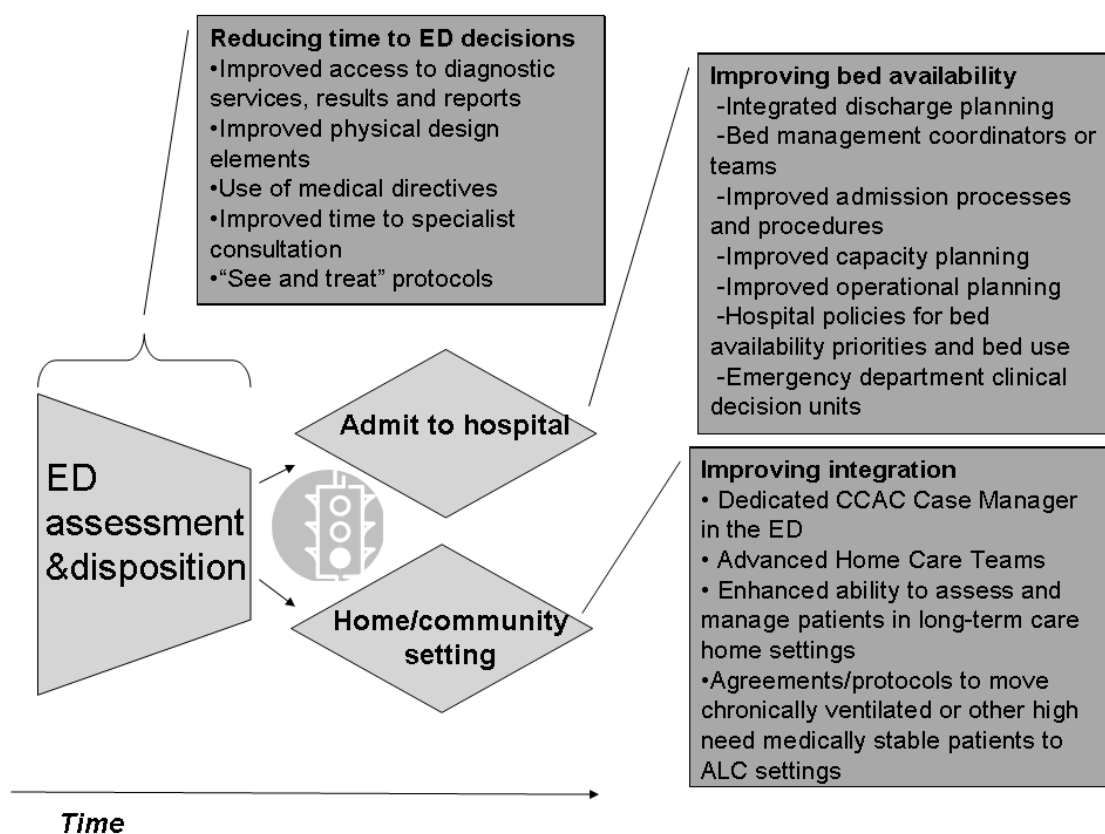 Reducing time to ED decisions
•Improved access to diagnostic
services, results and reports
•Improved physical design
elements
•Use of medical directives
•Improved time to specialist
consultation
•“See and treat” protocols
Improving bed availability
-Integrated discharge planning
-Bed management coordinators or
teams
-Improved admission processes
and procedures
-Improved capacity planning
-Improved operational planning
-Hospital policies for bed
availability priorities and bed use
-Emergency department clinical
decision units
ED
assessment
&disposition
Admit to hospital
Home/community
setting
Improving integration
• Dedicated CCAC Case Manager
in the ED
• Advanced Home Care Teams
• Enhanced ability to assess and
manage patients in long-term care
home settings
•Agreements/protocols to move
chronically ventilated or other high
need medically stable patients to
ALC settings
Time